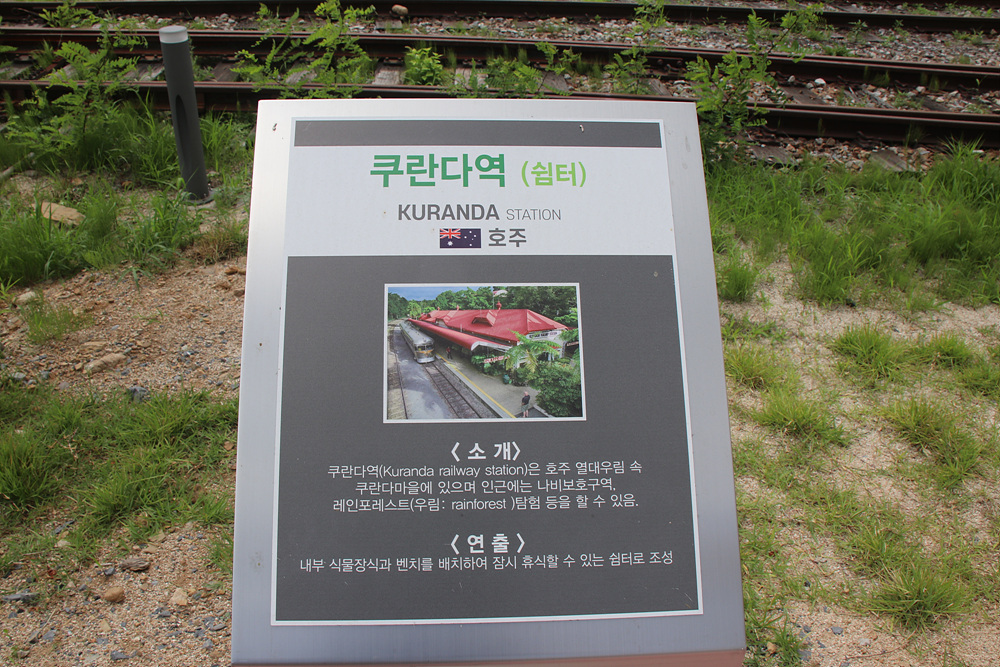 쿠란다역 (쉼터)
KURANDA STATION
호주
< 소 개>
쿠란다역(Kuranda railway station)은 호주 열대우림 속
쿠란다마을에 있으며 인근에는 나비보호구역,
레인포레스트(우림: rainforest )탐험 등을 할 수 있음.
< 연 출 >
내부 식물장식과 벤치를 배치하여 잠시 휴식할 수 있는 쉼터로 조성